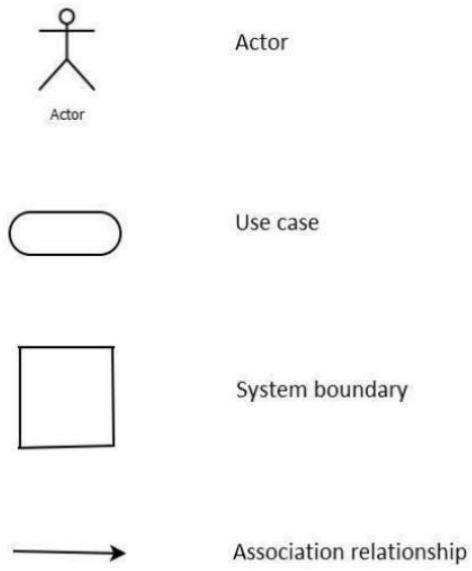 Actor
Actor
Use case
System boundary
Association relationship